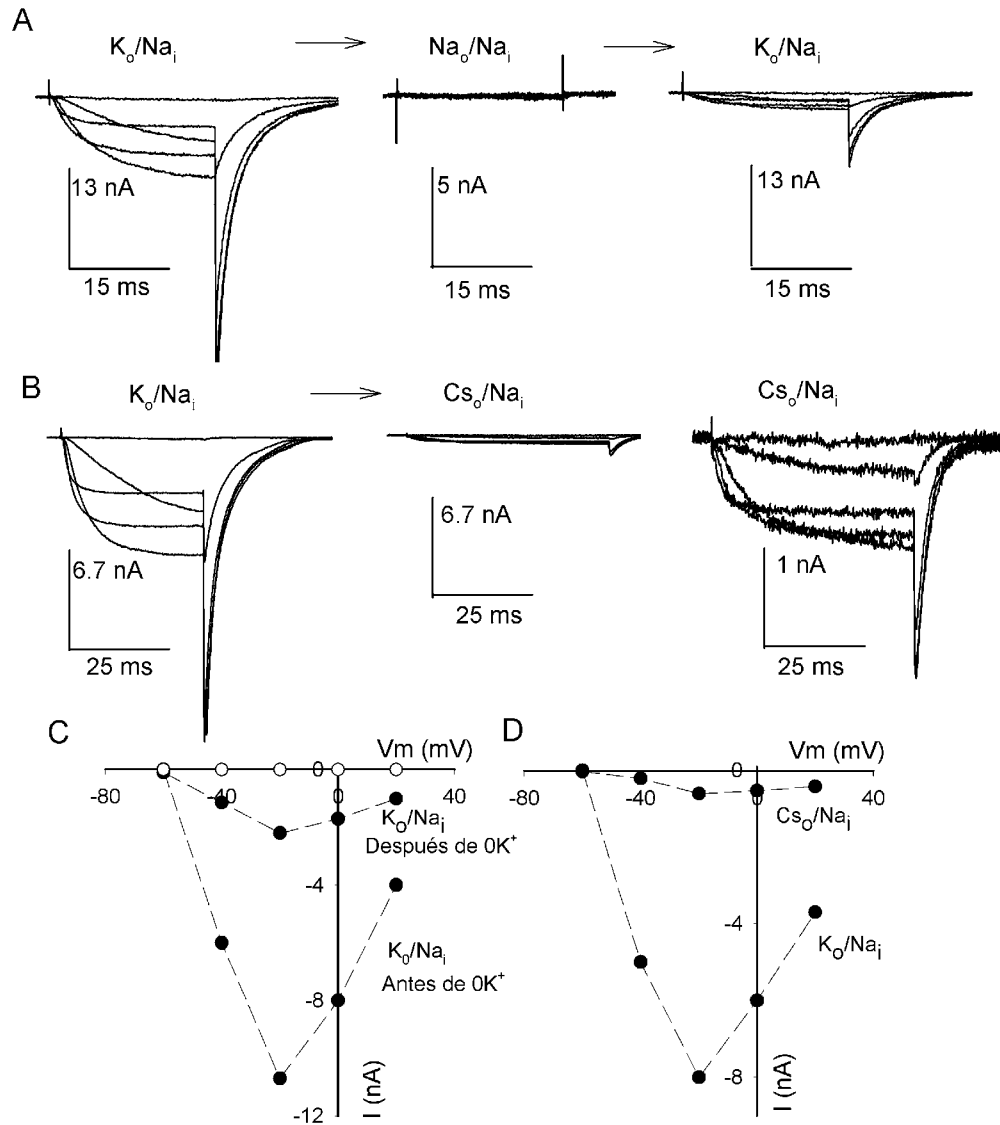 A
Kₒ/Naᵢ → Naₒ/Naᵢ → Kₒ/Naᵢ
13 nA
15 ms
5 nA
15 ms
13 nA
15 ms
B
Kₒ/Naᵢ → Csₒ/Naᵢ Csₒ/Naᵢ
6.7 nA
25 ms
6.7 nA
25 ms
1 nA
25 ms
C
Vm (mV)
-80 -40 0 40
0
-4
-8
-12
Kₒ/Naᵢ
Después de 0K⁺
K₀/Naᵢ
Antes de 0K⁺
I (nA)
D
Vm (mV)
-80 -40 0 40
0
-4
-8
Csₒ/Naᵢ
Kₒ/Naᵢ
I (nA)